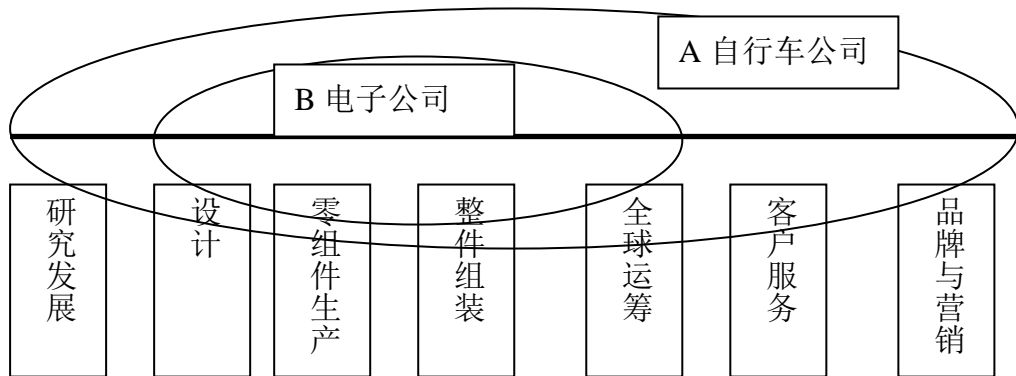 A 自行车公司
B 电子公司
研究发展
设计
零组件生产
整件组装
全球运筹
客户服务
品牌与营销